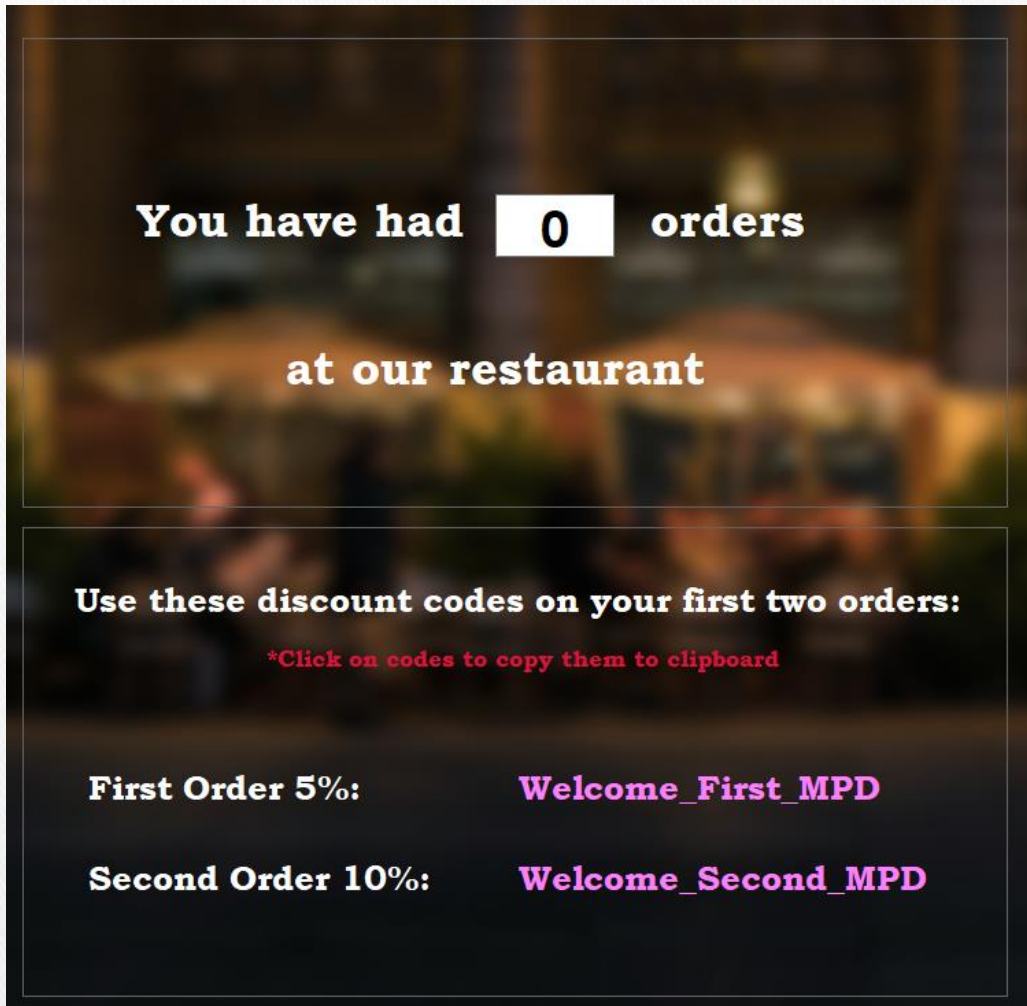 You have had 0 orders
at our restaurant
Use these discount codes on your first two orders:
*Click on codes to copy them to clipboard
First Order 5%: Welcome_First_MPD
Second Order 10%: Welcome_Second_MPD